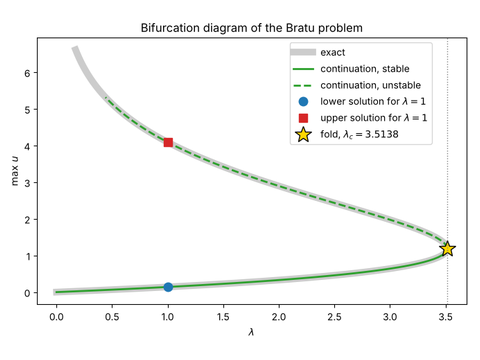 Bifurcation diagram of the Bratu problem
exact
continuation, stable
continuation, unstable
lower solution for λ = 1
upper solution for λ = 1
fold, λc = 3.5138
max u
6
5
4
3
2
1
0
0.0 0.5 1.0 1.5 2.0 2.5 3.0 3.5
λ